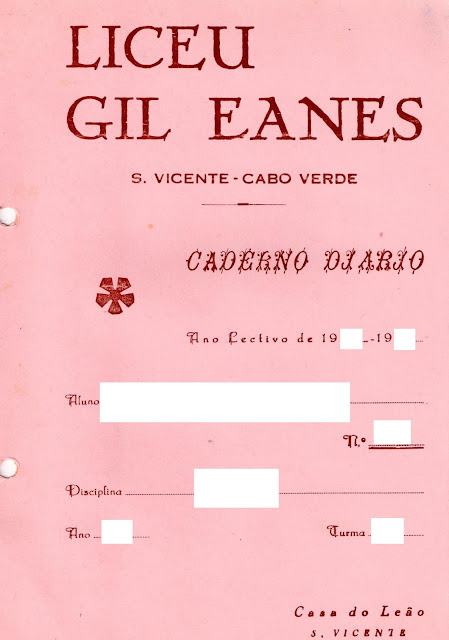 LICEU
GIL EANES
S. VICENTE - CABO VERDE
CADERNO DIARIO
Ano Lectivo de 19 -19
Aluno
N.º
Disciplina
Ano Turma
Casa do Leão
S. VICENTE